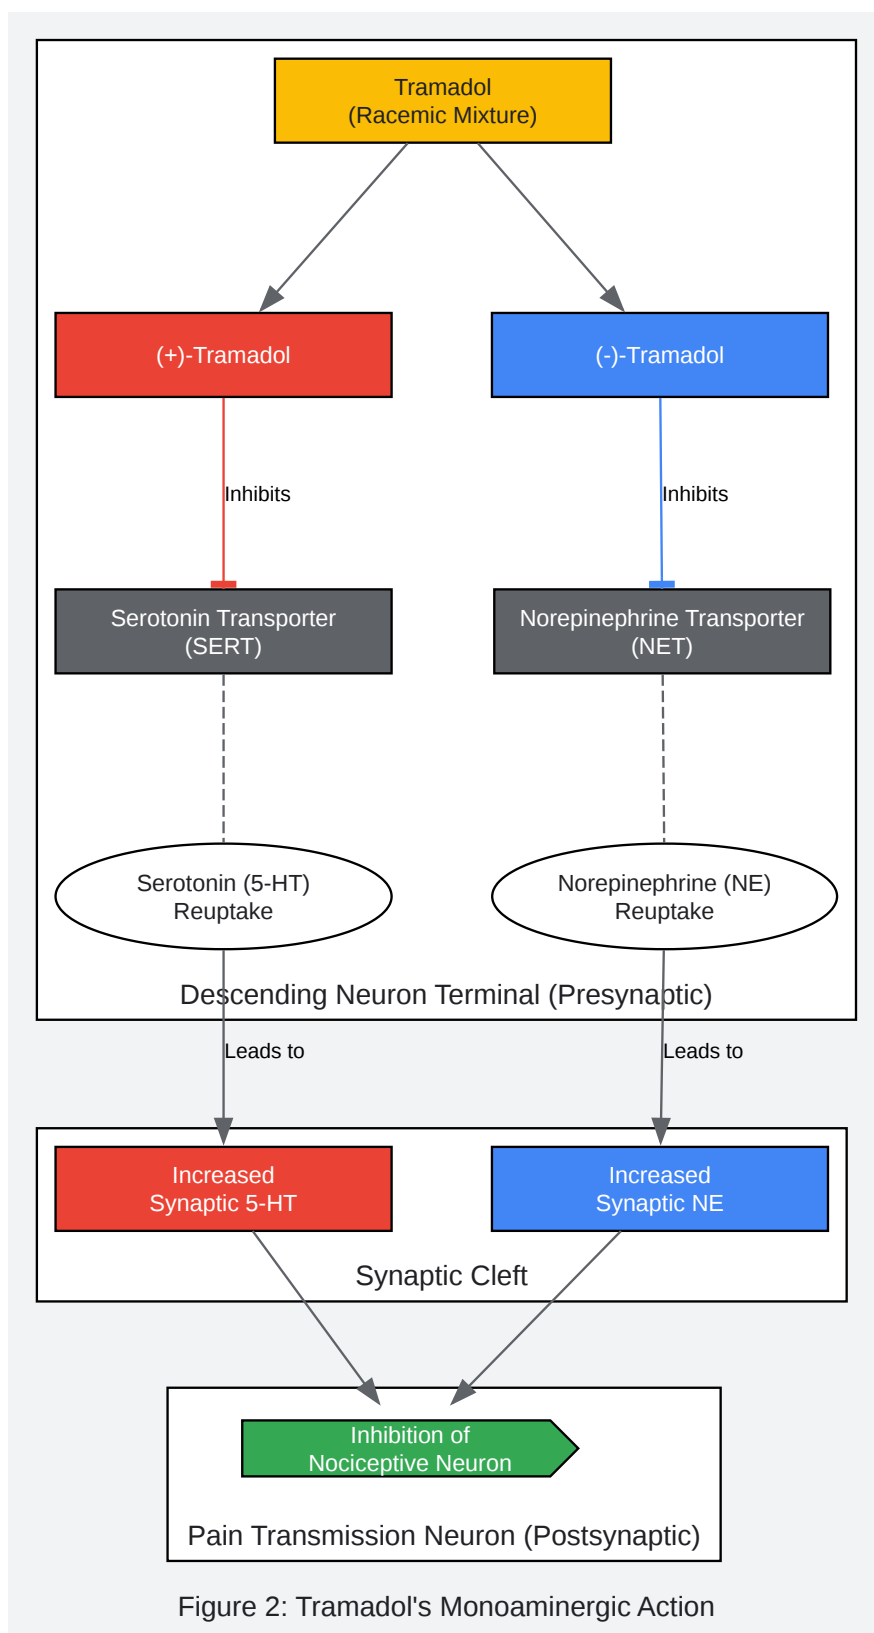 Tramadol
(Racemic Mixture)
(+)-Tramadol
(-)-Tramadol
Inhibits
Inhibits
Serotonin Transporter
(SERT)
Norepinephrine Transporter
(NET)
Serotonin (5-HT)
Reuptake
Norepinephrine (NE)
Reuptake
Descending Neuron Terminal (Presynaptic)
Leads to
Leads to
Increased
Synaptic 5-HT
Increased
Synaptic NE
Synaptic Cleft
Inhibition of
Nociceptive Neuron
Pain Transmission Neuron (Postsynaptic)
Figure 2: Tramadol's Monoaminergic Action